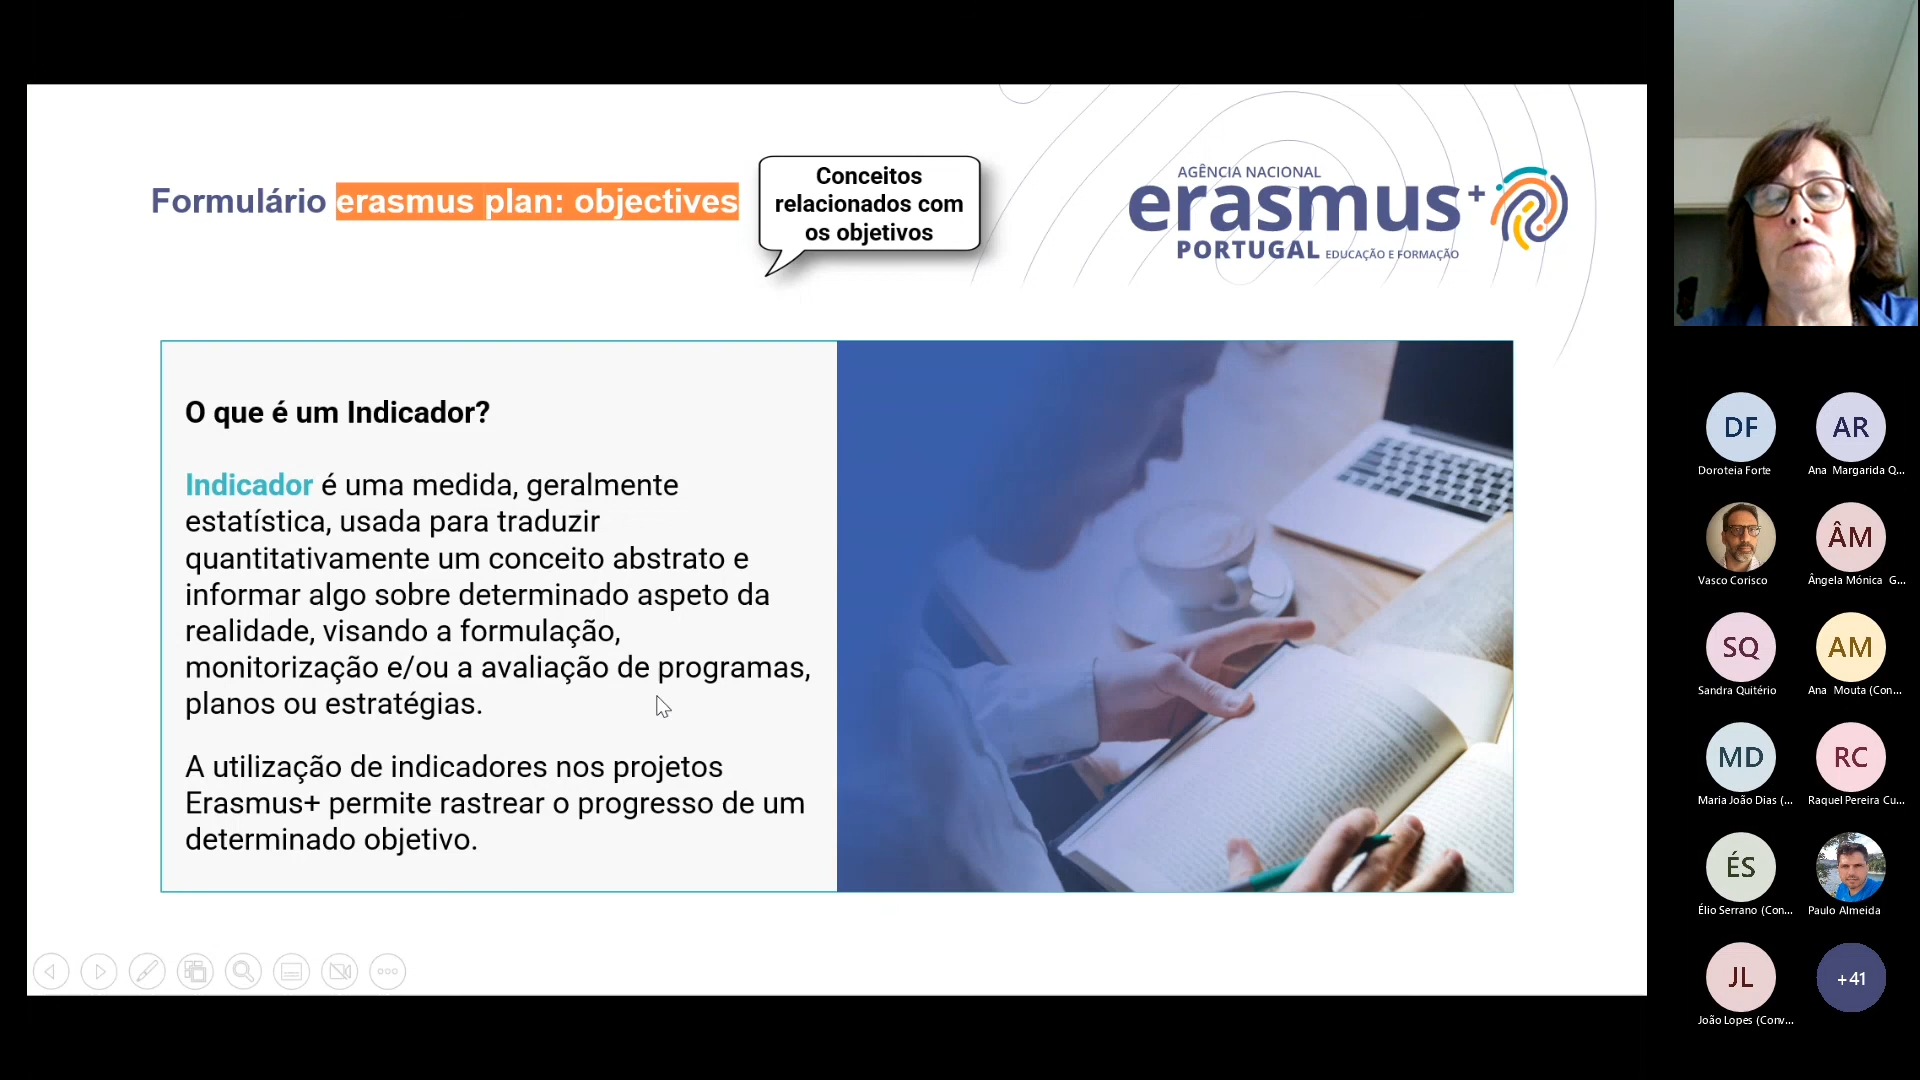 Formulário erasmus plan: objectives
Conceitos
relacionados com
os objetivos
AGÊNCIA NACIONAL
erasmus+
PORTUGAL EDUCAÇÃO E FORMAÇÃO
O que é um Indicador?
Indicador é uma medida, geralmente
estatística, usada para traduzir
quantitativamente um conceito abstrato e
informar algo sobre determinado aspeto da
realidade, visando a formulação,
monitorização e/ou a avaliação de programas,
planos ou estratégias.
A utilização de indicadores nos projetos
Erasmus+ permite rastrear o progresso de um
determinado objetivo.
DF
AR
Doroteia Forte
Ana Margarida Q...
ÂM
Vasco Corisco
Ângela Mónica G...
SQ
AM
Sandra Quitério
Ana Mouta (Con...
MD
RC
Maria João Dias (...
Raquel Pereira Cu...
ÉS
Élio Serrano (Con...
Paulo Almeida
JL
+41
João Lopes (Conv...